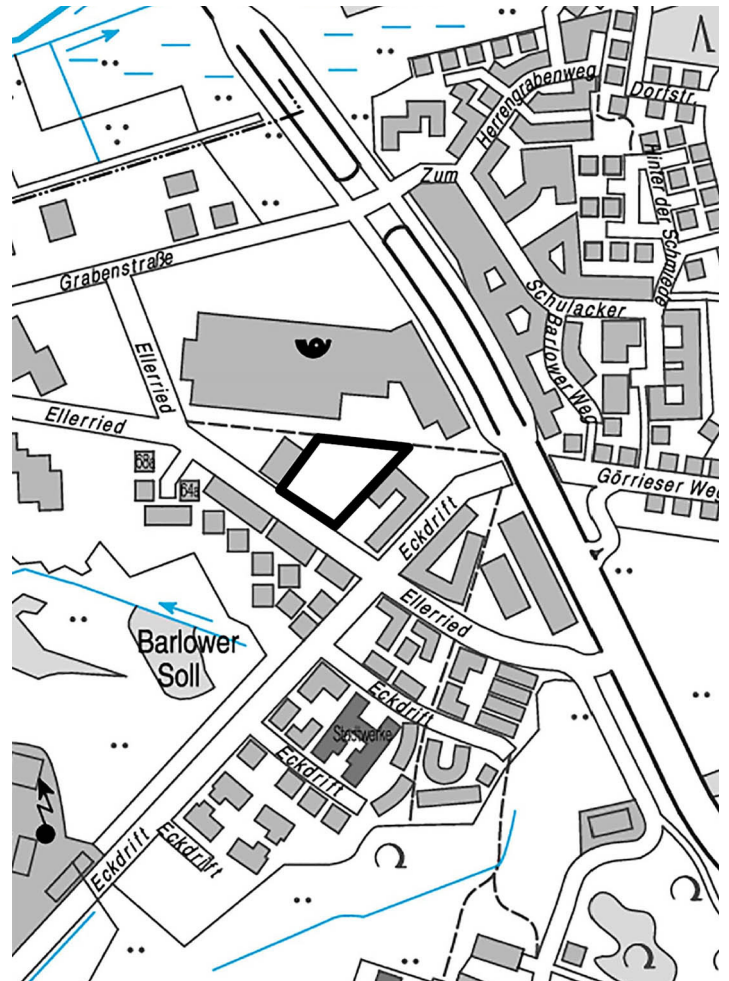 Herrengrabenweg
Dorfstr.
Zum
Hinter der Schmiede
Grabenstraße
Schulacker
Barlower Weg
Ellerried
Ellerried
68a
64a
Görrieser Weg
Eckdrift
Ellerried
Barlower
Soll
Eckdrift
Stadtwerke
Eckdrift
Eckdrift
Eckdrift